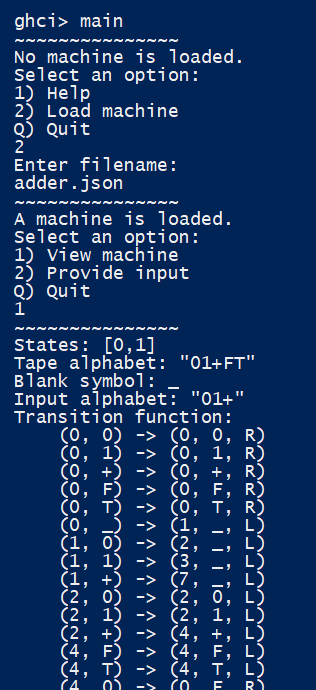 ghci> main
~~~~~~~~~~~~~~~
No machine is loaded.
Select an option:
1) Help
2) Load machine
Q) Quit
2
Enter filename:
adder.json
~~~~~~~~~~~~~~~
A machine is loaded.
Select an option:
1) View machine
2) Provide input
Q) Quit
1
~~~~~~~~~~~~~~~
States: [0,1]
Tape alphabet: "01+FT"
Blank symbol: _
Input alphabet: "01+"
Transition function:
    (0, 0) -> (0, 0, R)
    (0, 1) -> (0, 1, R)
    (0, +) -> (0, +, R)
    (0, F) -> (0, F, R)
    (0, T) -> (0, T, R)
    (0, _) -> (1, _, L)
    (1, 0) -> (2, _, L)
    (1, 1) -> (3, _, L)
    (1, +) -> (7, _, L)
    (2, 0) -> (2, 0, L)
    (2, 1) -> (2, 1, L)
    (2, +) -> (4, +, L)
    (4, F) -> (4, F, L)
    (4, T) -> (4, T, L)
    (4, 0) -> (0, F, R)